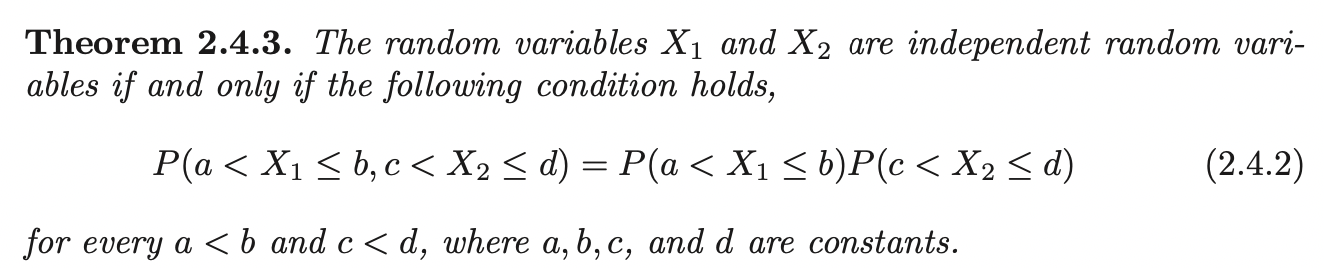 Theorem 2.4.3. The random variables X₁ and X₂ are independent random vari-
ables if and only if the following condition holds,
P(a < X₁ ≤ b, c < X₂ ≤ d) = P(a < X₁ ≤ b)P(c < X₂ ≤ d) (2.4.2)
for every a < b and c < d, where a, b, c, and d are constants.